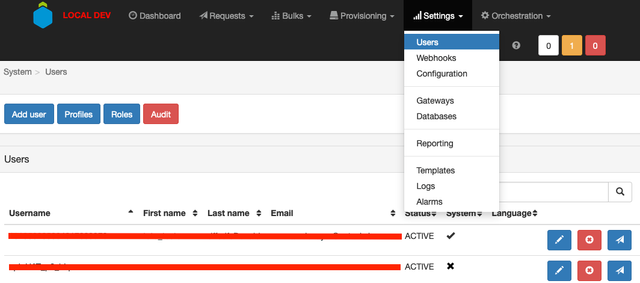 LOCAL DEV Dashboard Requests Bulks Provisioning Settings Orchestration
Users
Webhooks
0 1 0
Configuration
System > Users
Gateways
Databases
Add user Profiles Roles Audit
Reporting
Users
Templates
Logs
Alarms
Username First name Last name Email Status System Language
ACTIVE
ACTIVE